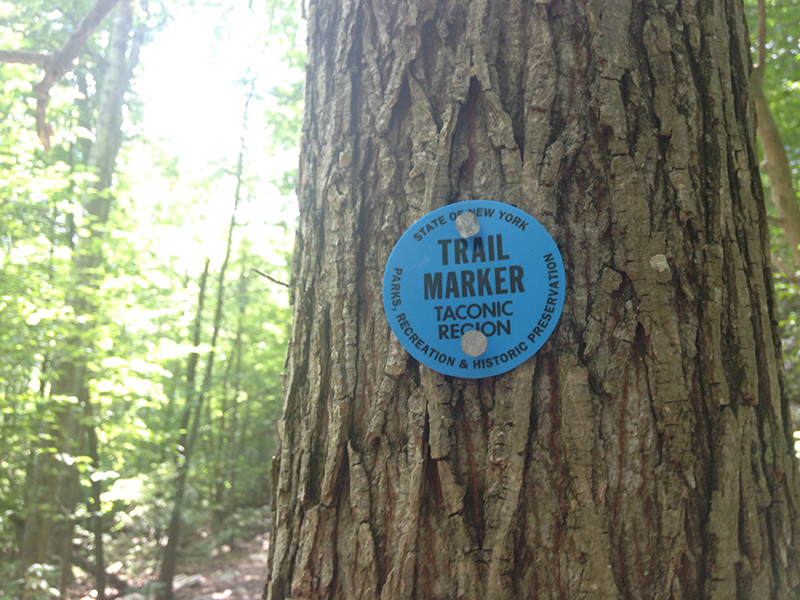 STATE OF NEW YORK
TRAIL
MARKER
TACONIC
REGION
PARKS, RECREATION & HISTORIC PRESERVATION